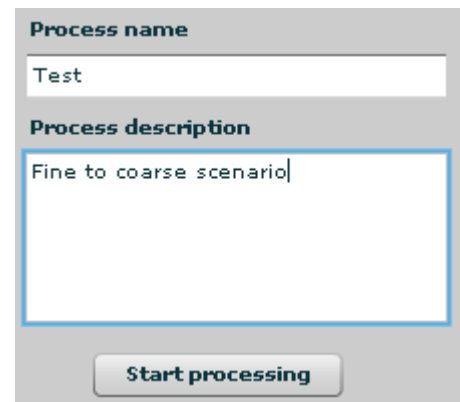 Process name
Test
Process description
Fine to coarse scenario
Start processing